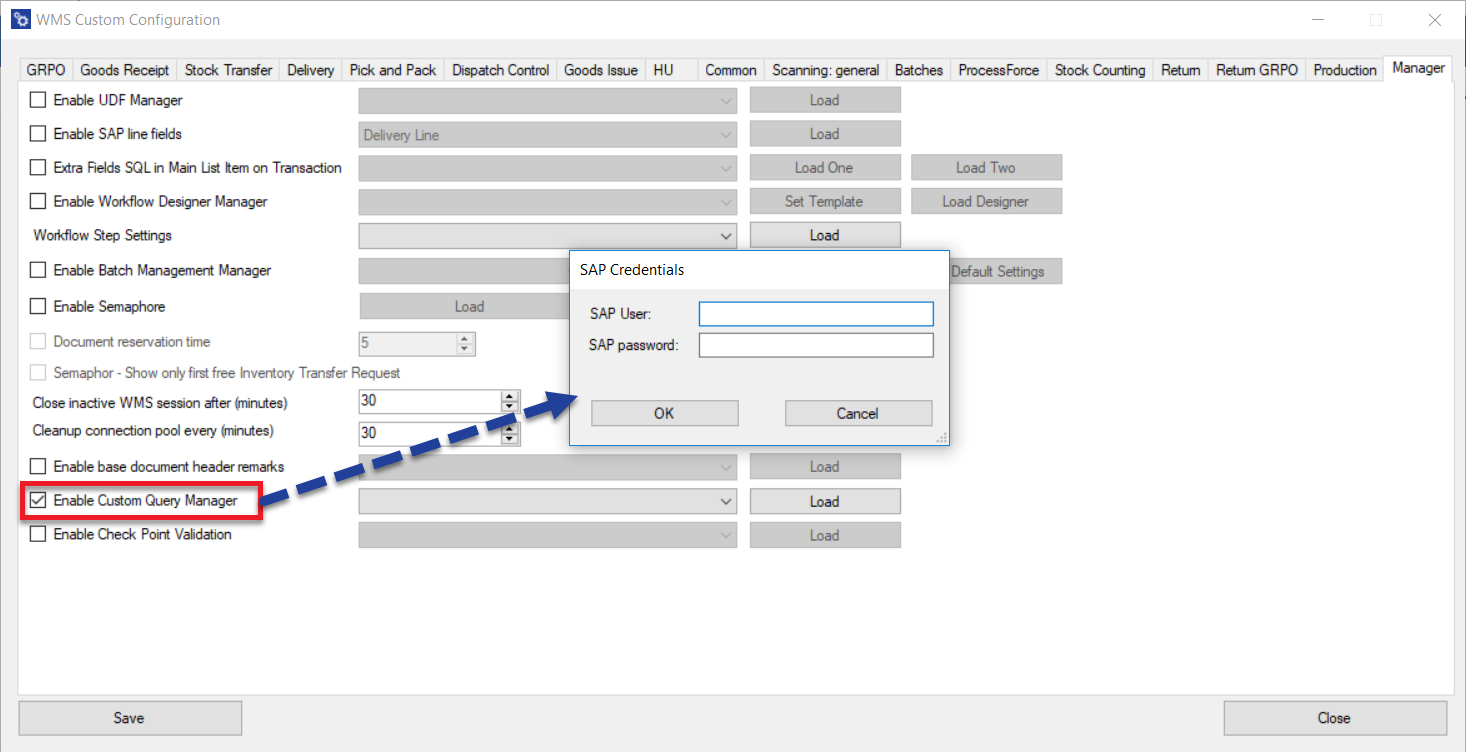 WMS Custom Configuration
GRPO Goods Receipt Stock Transfer Delivery Pick and Pack Dispatch Control Goods Issue HU Common Scanning: general Batches ProcessForce Stock Counting Return Return GRPO Production Manager
Enable UDF Manager Load
Enable SAP line fields Delivery Line Load
Extra Fields SQL in Main List Item on Transaction Load One Load Two
Enable Workflow Designer Manager Set Template Load Designer
Workflow Step Settings Load
Enable Batch Management Manager Default Settings
Enable Semaphore Load
Document reservation time 5
Semaphor - Show only first free Inventory Transfer Request
Close inactive WMS session after (minutes) 30
Cleanup connection pool every (minutes) 30
SAP Credentials
SAP User:
SAP password:
OK Cancel
Enable base document header remarks Load
Enable Custom Query Manager Load
Enable Check Point Validation Load
Save Close